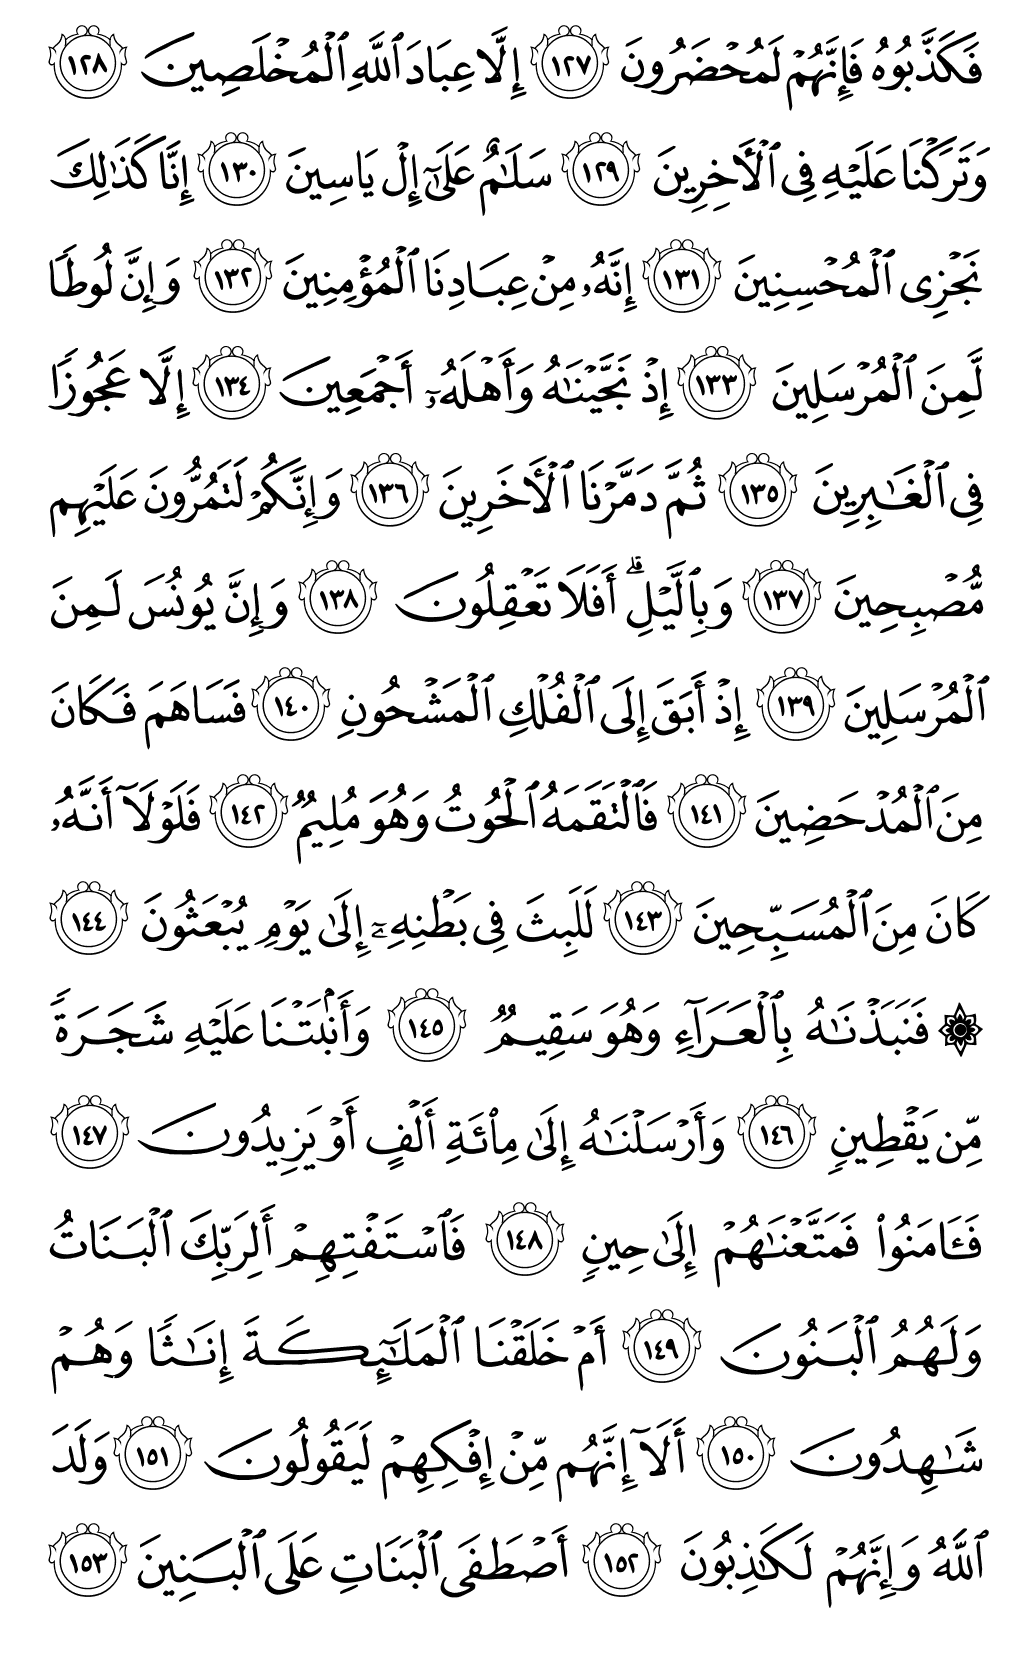 فَكَذَّبُوهُ فَإِنَّهُمْ لَمُحْضَرُونَ ١٢٧ إِلَّا عِبَادَ ٱللَّهِ ٱلْمُخْلَصِينَ ١٢٨
وَتَرَكْنَا عَلَيْهِ فِى ٱلْأَخِرِينَ ١٢٩ سَلَٰمٌ عَلَىٰٓ إِلْ يَاسِينَ ١٣٠ إِنَّا كَذَٰلِكَ
نَجْزِى ٱلْمُحْسِنِينَ ١٣١ إِنَّهُۥ مِنْ عِبَادِنَا ٱلْمُؤْمِنِينَ ١٣٢ وَإِنَّ لُوطًا
لَّمِنَ ٱلْمُرْسَلِينَ ١٣٣ إِذْ نَجَّيْنَٰهُ وَأَهْلَهُۥٓ أَجْمَعِينَ ١٣٤ إِلَّا عَجُوزًا
فِى ٱلْغَٰبِرِينَ ١٣٥ ثُمَّ دَمَّرْنَا ٱلْأَخَرِينَ ١٣٦ وَإِنَّكُمْ لَتَمُرُّونَ عَلَيْهِم
مُّصْبِحِينَ ١٣٧ وَبِٱلَّيْلِ ۗ أَفَلَا تَعْقِلُونَ ١٣٨ وَإِنَّ يُونُسَ لَمِنَ
ٱلْمُرْسَلِينَ ١٣٩ إِذْ أَبَقَ إِلَى ٱلْفُلْكِ ٱلْمَشْحُونِ ١٤٠ فَسَاهَمَ فَكَانَ
مِنَ ٱلْمُدْحَضِينَ ١٤١ فَٱلْتَقَمَهُ ٱلْحُوتُ وَهُوَ مُلِيمٌ ١٤٢ فَلَوْلَآ أَنَّهُۥ
كَانَ مِنَ ٱلْمُسَبِّحِينَ ١٤٣ لَلَبِثَ فِى بَطْنِهِۦٓ إِلَىٰ يَوْمِ يُبْعَثُونَ ١٤٤
۞ فَنَبَذْنَٰهُ بِٱلْعَرَآءِ وَهُوَ سَقِيمٌ ١٤٥ وَأَنۢبَتْنَا عَلَيْهِ شَجَرَةً
مِّن يَقْطِينٍ ١٤٦ وَأَرْسَلْنَٰهُ إِلَىٰ مِا۟ئَةِ أَلْفٍ أَوْ يَزِيدُونَ ١٤٧
فَـَٔامَنُوا۟ فَمَتَّعْنَٰهُمْ إِلَىٰ حِينٍ ١٤٨ فَٱسْتَفْتِهِمْ أَلِرَبِّكَ ٱلْبَنَاتُ
وَلَهُمُ ٱلْبَنُونَ ١٤٩ أَمْ خَلَقْنَا ٱلْمَلَٰٓئِكَةَ إِنَٰثًا وَهُمْ
شَٰهِدُونَ ١٥٠ أَلَآ إِنَّهُم مِّنْ إِفْكِهِمْ لَيَقُولُونَ ١٥١ وَلَدَ
ٱللَّهُ وَإِنَّهُمْ لَكَٰذِبُونَ ١٥٢ أَصْطَفَى ٱلْبَنَاتِ عَلَى ٱلْبَنِينَ ١٥٣